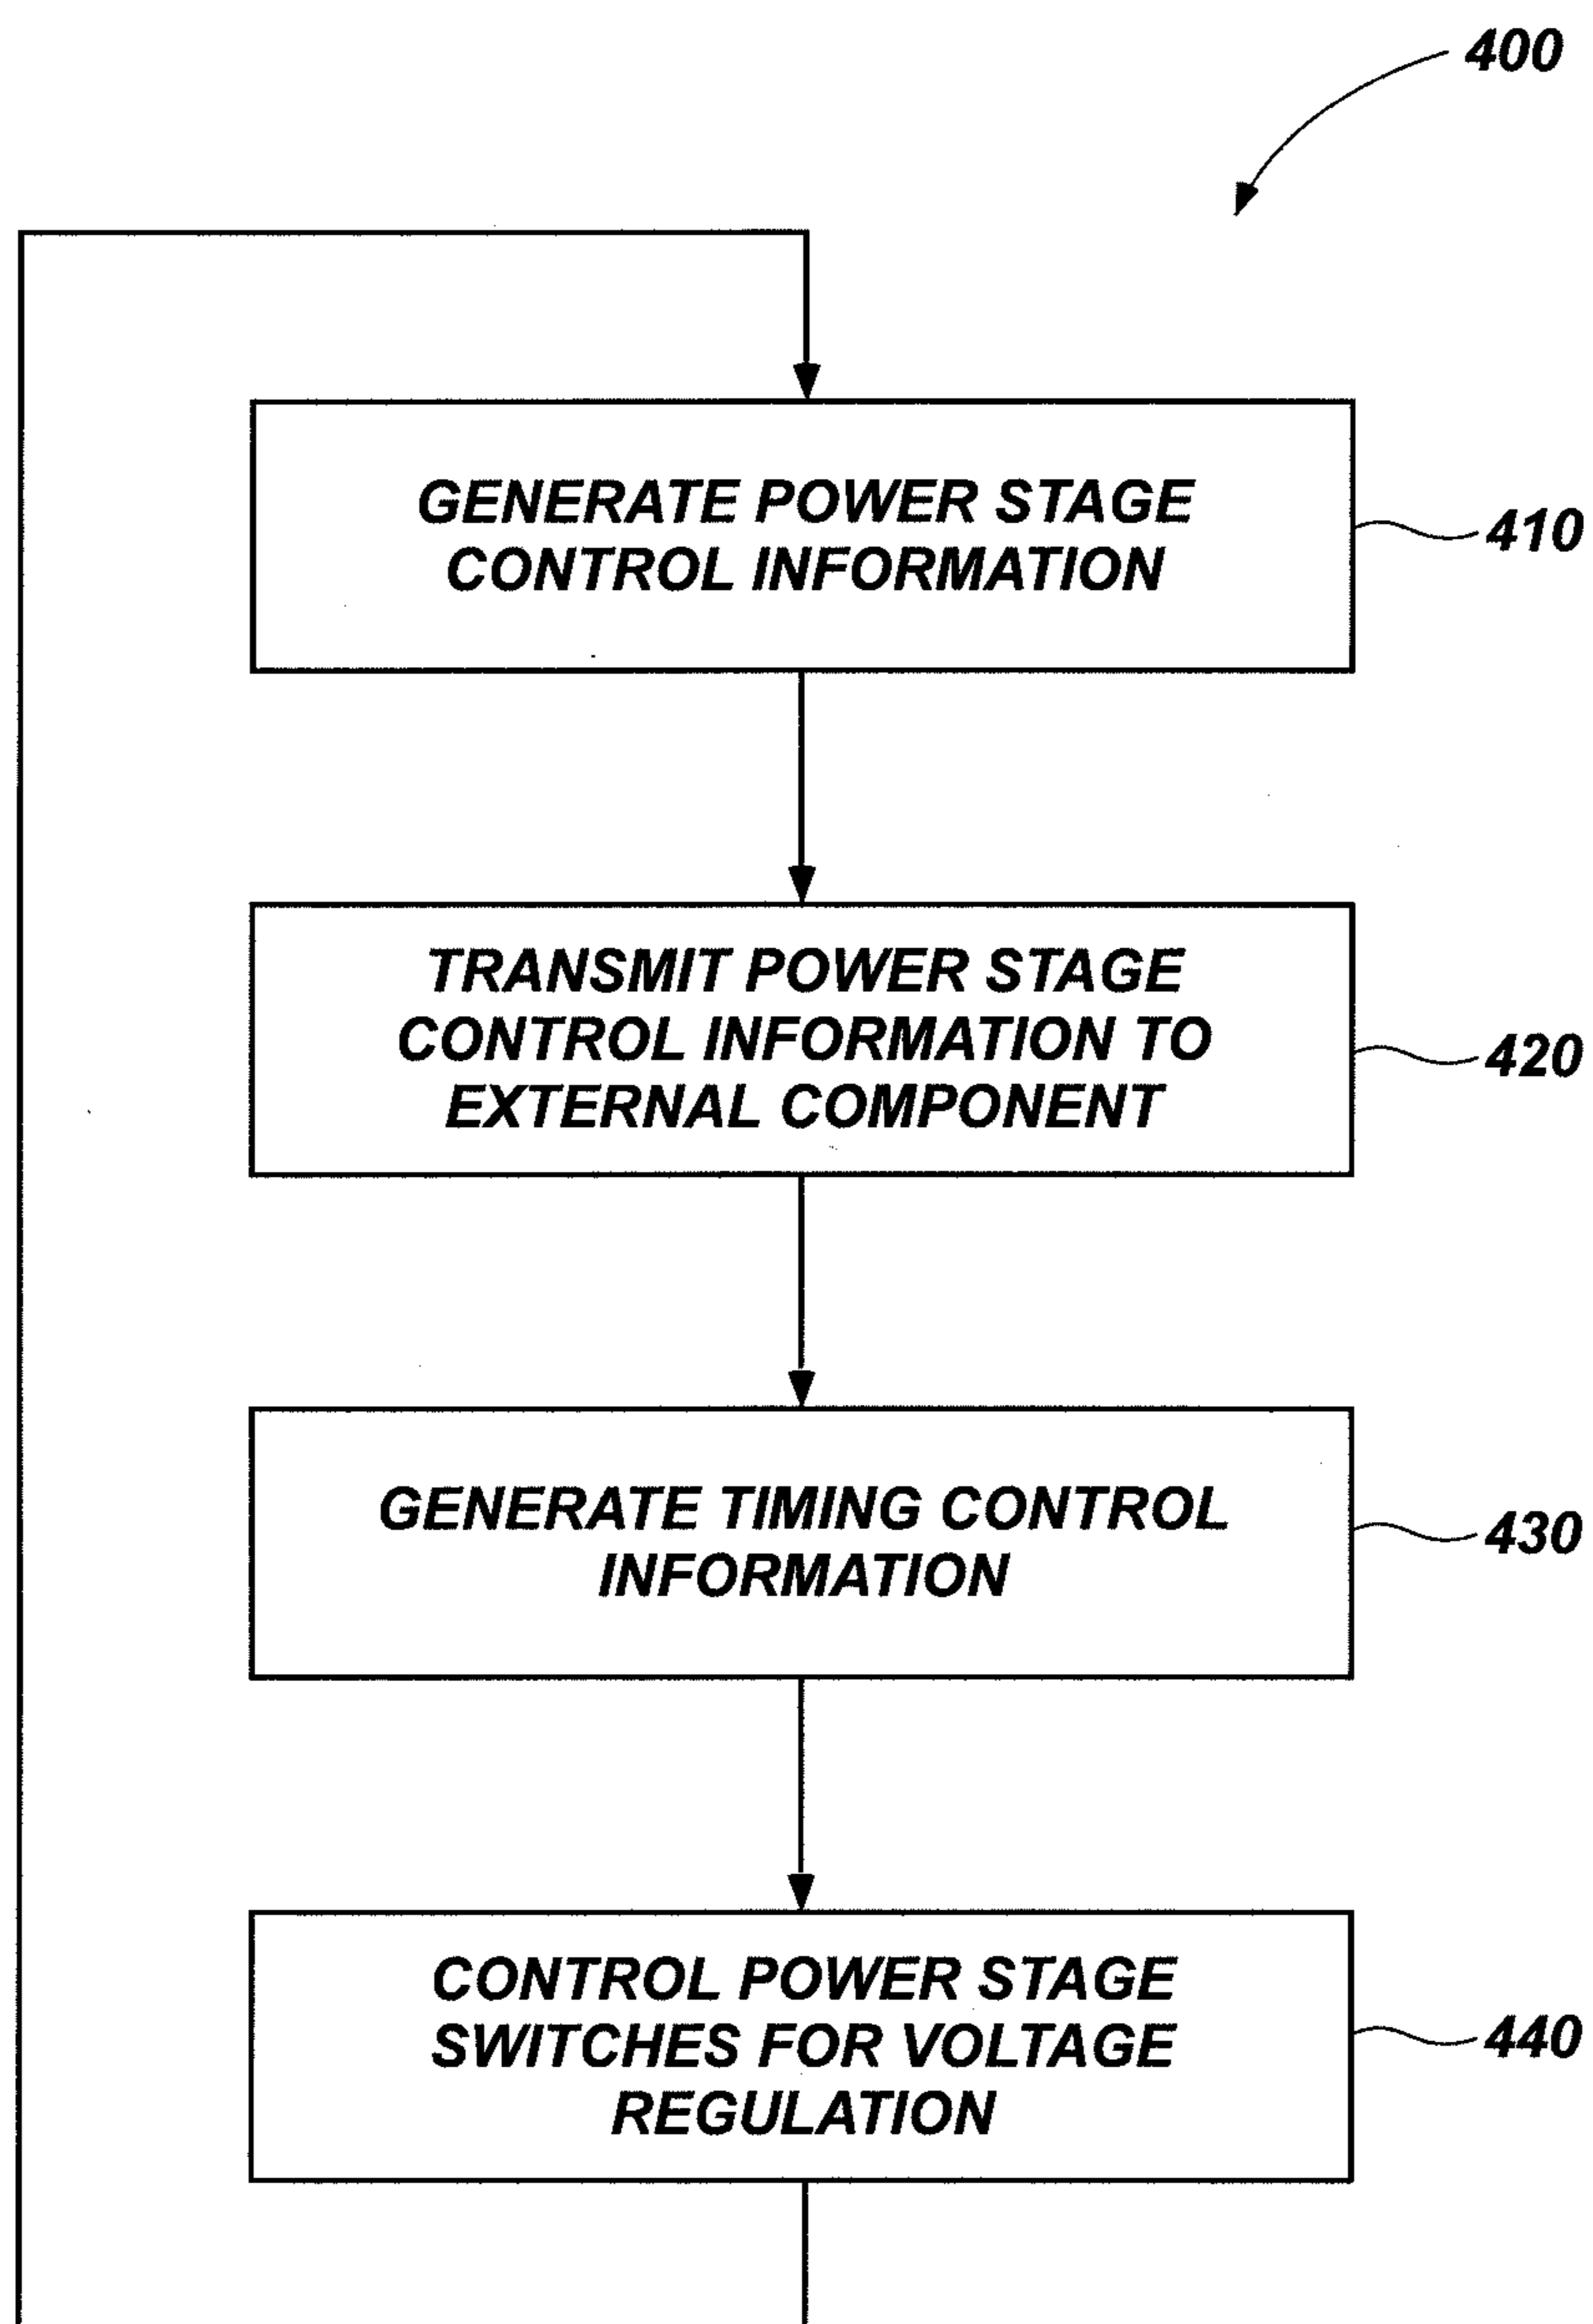 400
GENERATE POWER STAGE
CONTROL INFORMATION
410
TRANSMIT POWER STAGE
CONTROL INFORMATION TO
EXTERNAL COMPONENT
420
GENERATE TIMING CONTROL
INFORMATION
430
CONTROL POWER STAGE
SWITCHES FOR VOLTAGE
REGULATION
440